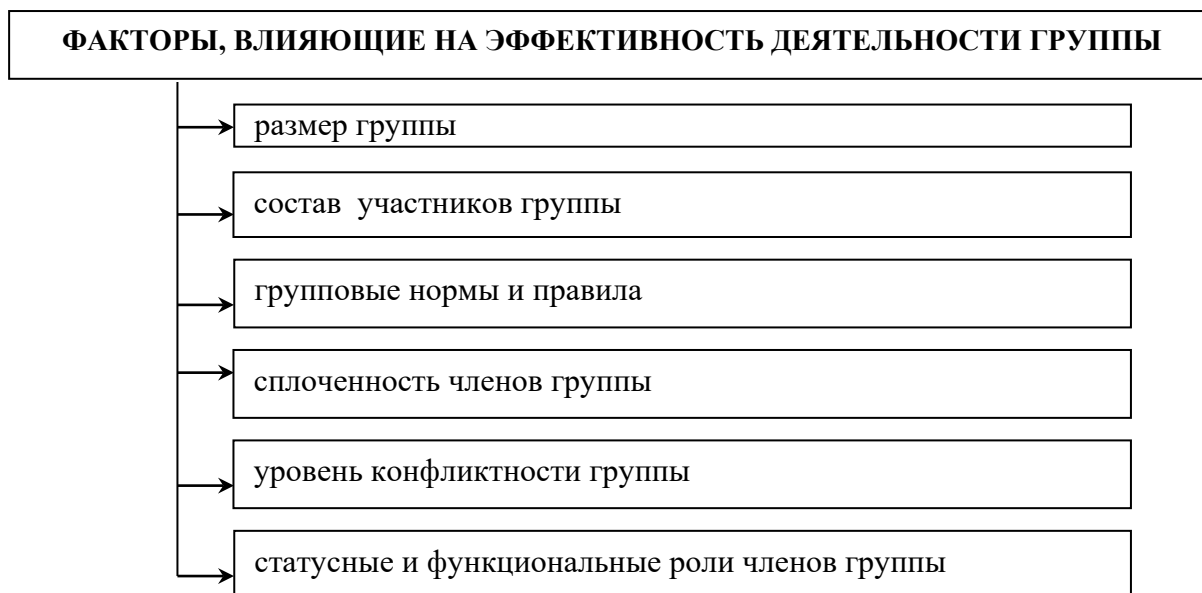 ФАКТОРЫ, ВЛИЯЮЩИЕ НА ЭФФЕКТИВНОСТЬ ДЕЯТЕЛЬНОСТИ ГРУППЫ
размер группы
состав участников группы
групповые нормы и правила
сплоченность членов группы
уровень конфликтности группы
статусные и функциональные роли членов группы